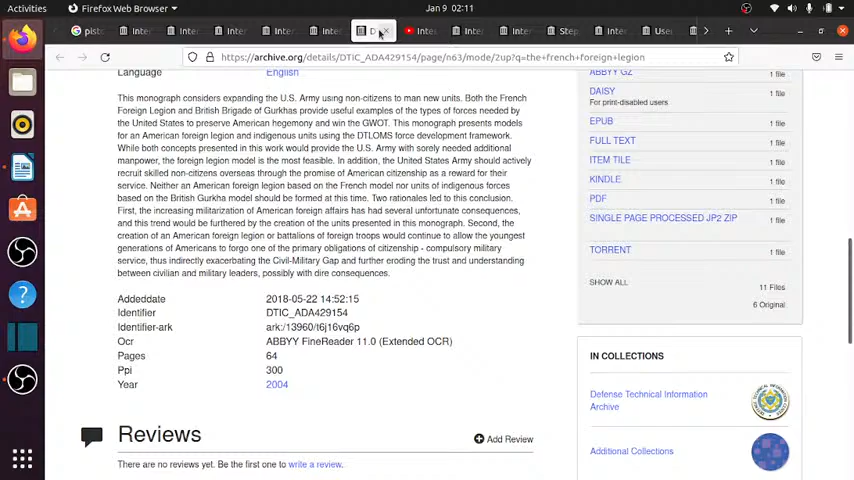 Activities
Firefox Web Browser
Jan 9 02:11
pist
Inter
Inter
Inter
Inter
Inter
D
Inte
Inter
Inter
Step
Inter
User
https://archive.org/details/DTIC_ADA429154/page/n63/mode/2up?q=the+french+foreign+legion
Language English
This monograph considers expanding the U.S. Army using non-citizens to man new units. Both the French
Foreign Legion and British Brigade of Gurkhas provide useful examples of the types of forces needed by
the United States to preserve American hegemony and win the GWOT. This monograph presents models
for an American foreign legion and indigenous units using the DTLOMS force development framework.
While both concepts presented in this work would provide the U.S. Army with sorely needed additional
manpower, the foreign legion model is the most feasible. In addition, the United States Army should actively
recruit skilled non-citizens overseas through the promise of American citizenship as a reward for their
service. Neither an American foreign legion based on the French model nor units of indigenous forces
based on the British Gurkha model should be formed at this time. Two rationales led to this conclusion.
First, the increasing militarization of American foreign affairs has had several unfortunate consequences,
and this trend would be furthered by the creation of the units presented in this monograph. Second, the
creation of an American foreign legion or battalions of foreign troops would continue to allow the youngest
generations of Americans to forgo one of the primary obligations of citizenship - compulsory military
service, thus indirectly exacerbating the Civil-Military Gap and further eroding the trust and understanding
between civilian and military leaders, possibly with dire consequences.
Addeddate 2018-05-22 14:52:15
Identifier DTIC_ADA429154
Identifier-ark ark:/13960/t6j16vq6p
Ocr ABBYY FineReader 11.0 (Extended OCR)
Pages 64
Ppi 300
Year 2004
Reviews
Add Review
There are no reviews yet. Be the first one to write a review.
ABBYY GZ 1 file
DAISY 1 file
For print-disabled users
EPUB 1 file
FULL TEXT 1 file
ITEM TILE 1 file
KINDLE 1 file
PDF 1 file
SINGLE PAGE PROCESSED JP2 ZIP 1 file
TORRENT 1 file
SHOW ALL 11 Files
6 Original
IN COLLECTIONS
Defense Technical Information
Archive
Additional Collections